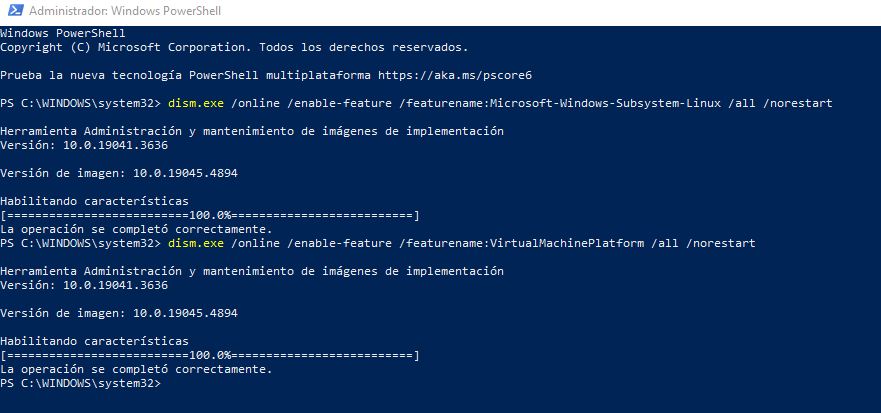 Administrador: Windows PowerShell
Windows PowerShell
Copyright (C) Microsoft Corporation. Todos los derechos reservados.
Prueba la nueva tecnología PowerShell multiplataforma https://aka.ms/pscore6
PS C:\WINDOWS\system32> dism.exe /online /enable-feature /featurename:Microsoft-Windows-Subsystem-Linux /all /norestart
Herramienta Administración y mantenimiento de imágenes de implementación
Versión: 10.0.19041.3636
Versión de imagen: 10.0.19045.4894
Habilitando características
[==========================100.0%==========================]
La operación se completó correctamente.
PS C:\WINDOWS\system32> dism.exe /online /enable-feature /featurename:VirtualMachinePlatform /all /norestart
Herramienta Administración y mantenimiento de imágenes de implementación
Versión: 10.0.19041.3636
Versión de imagen: 10.0.19045.4894
Habilitando características
[==========================100.0%==========================]
La operación se completó correctamente.
PS C:\WINDOWS\system32>